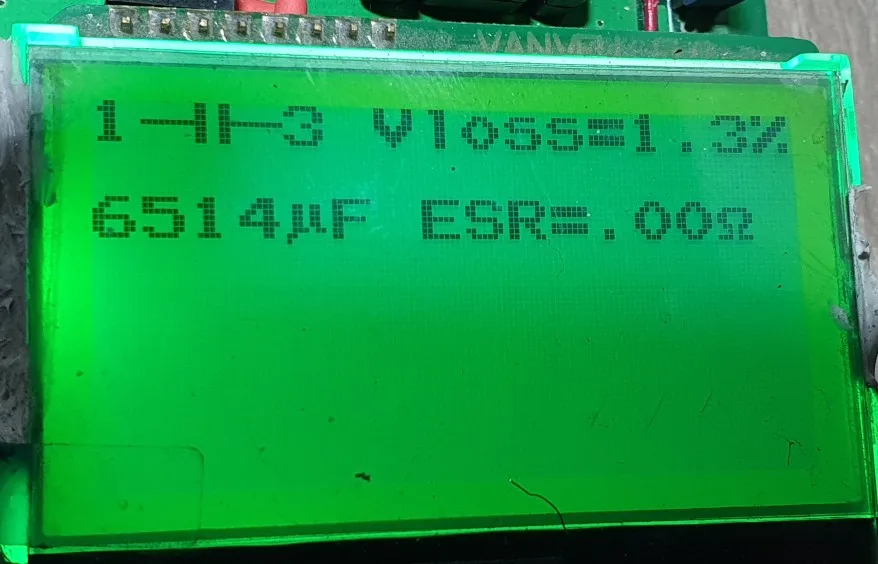 1⊣⊢3 Vloss=1.3%
6514µF ESR=.00Ω